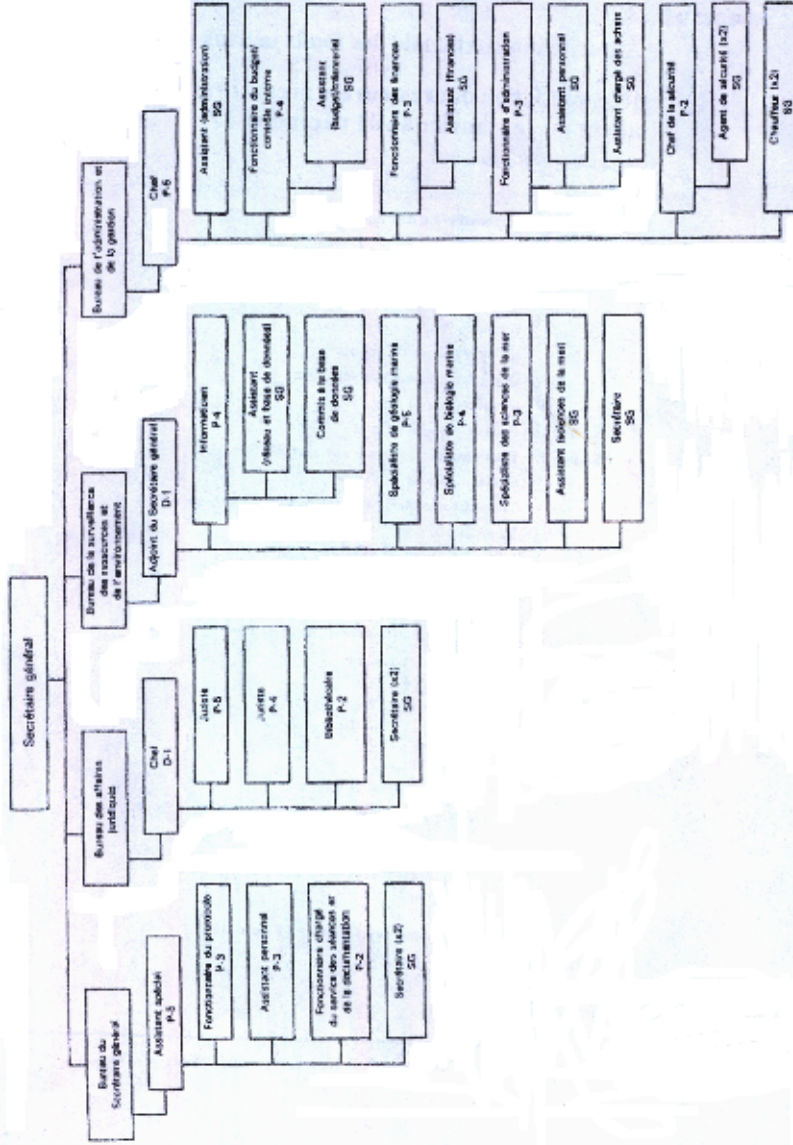 Secrétaire général
Bureau du
Secrétaire général
Assistant spécial
P-5
Fonctionnaire du protocole
P-3
Assistant personnel
Fonctionnaire chargé
du service des séances et
de la documentation
P-2
Secrétaire (x2)
SG
Bureau des affaires
juridiques
Chef
D-1
Juriste
P-5
Juriste
P-4
Bibliothécaire
P-2
Secrétaire (x2)
SG
Bureau de la surveillance
des ressources et
de l'environnement
Adjoint du Secrétaire général
D-1
Informaticien
P-4
Assistant
(réseau et base de données)
SG
Commis à la base
de données
SG
Spécialiste de géologie marine
P-5
Spécialiste de biologie marine
P-4
Spécialiste des sciences de la mer
P-3
Assistant (sciences de la mer)
SG
Secrétaire
SG
Bureau de l'administration et
de la gestion
Chef
P-5
Assistant (administration)
SG
Fonctionnaire du budget/
contrôle interne
P-4
Assistant
SG
Fonctionnaire des finances
P-3
Assistant (finances)
SG
Fonctionnaire d'administration
P-3
Assistant personnel
SG
Assistant chargé des achats
SG
Chef de la sécurité
P-2
Agent de sécurité (x2)
SG
Chauffeur (x2)
SG